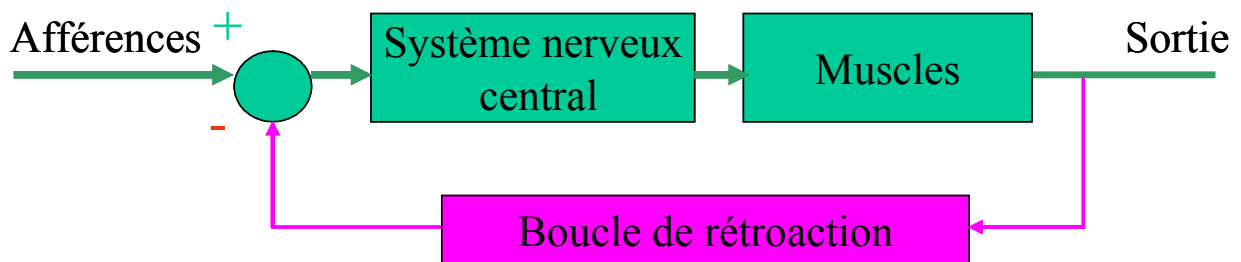 Afférences
+
-
Système nerveux
central
Muscles
Sortie
Boucle de rétroaction